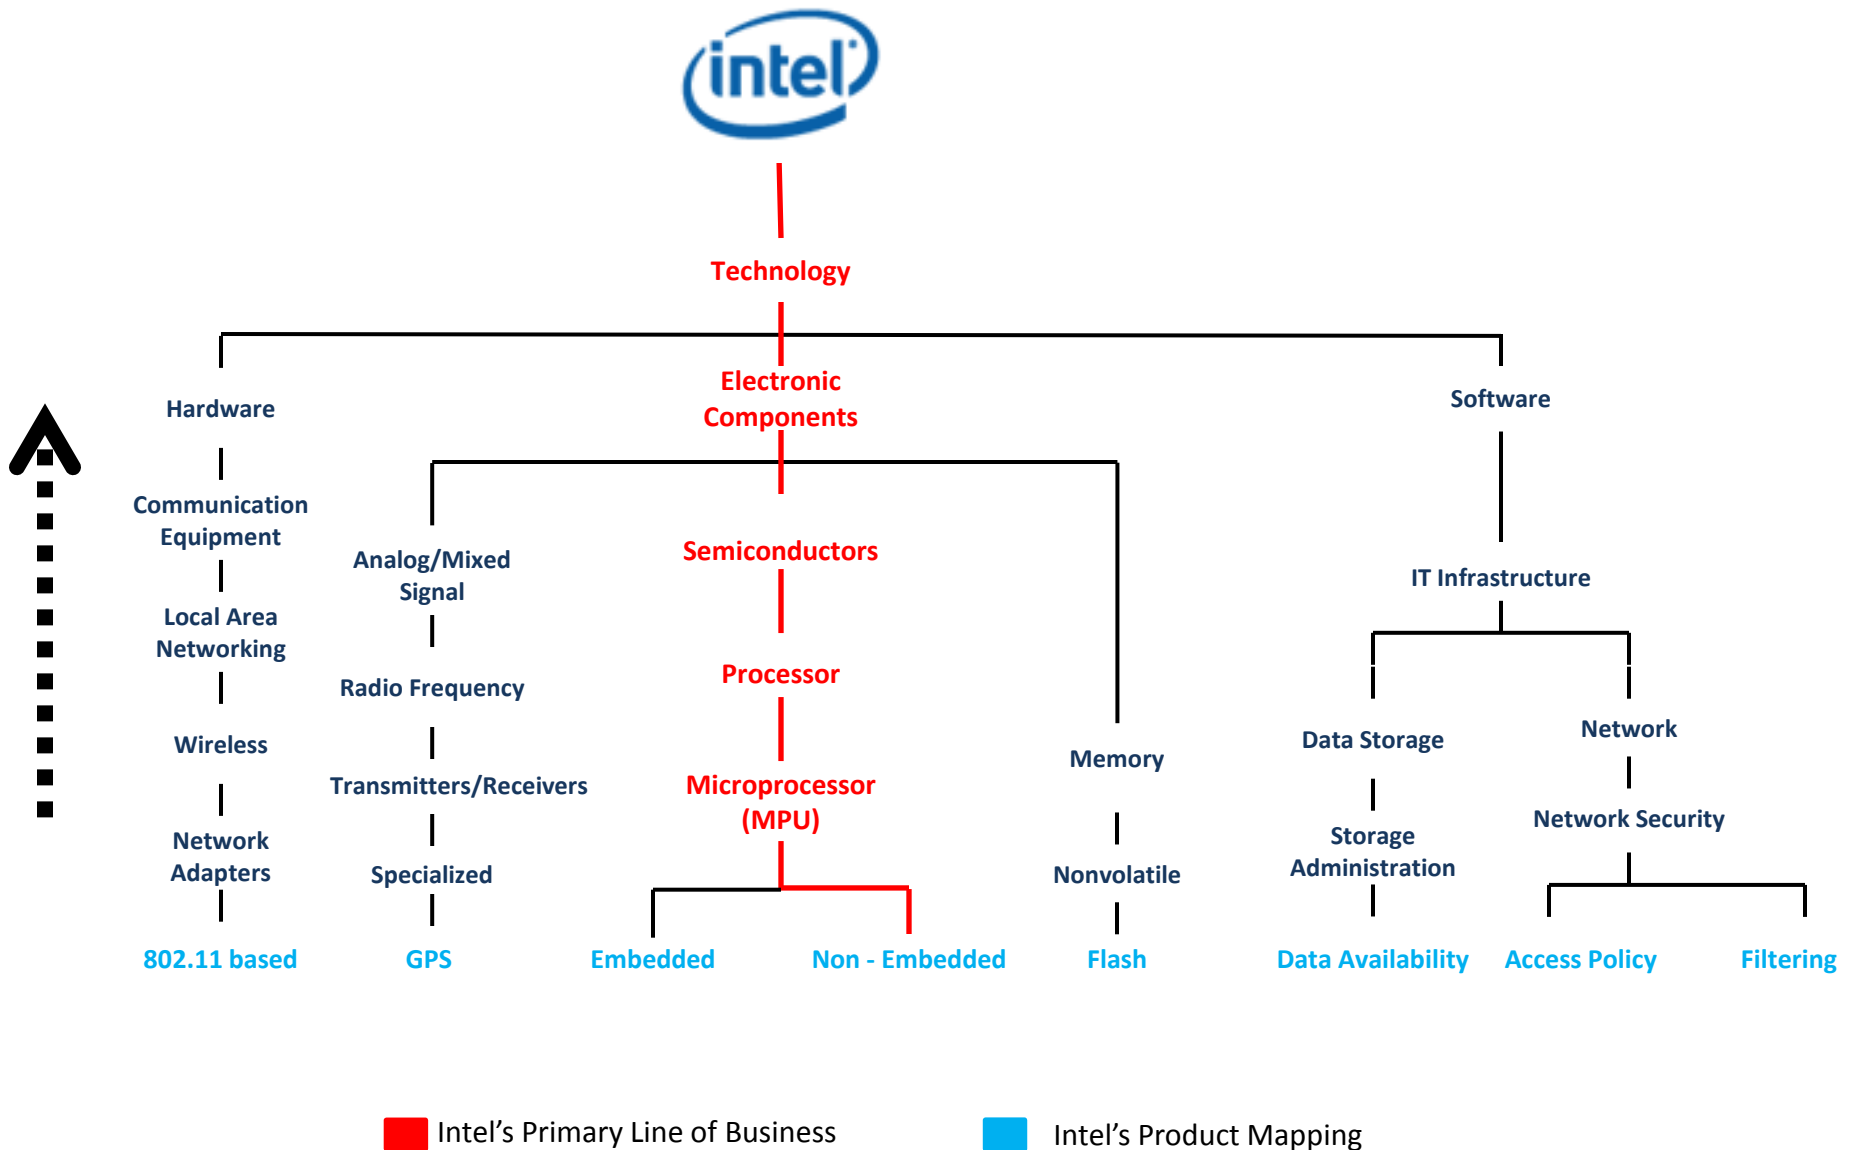 intel
Technology
Hardware
Electronic
Components
Software
Communication
Equipment
Analog/Mixed
Signal
Semiconductors
IT Infrastructure
Local Area
Networking
Radio Frequency
Processor
Wireless
Transmitters/Receivers
Microprocessor
(MPU)
Memory
Data Storage
Network
Network
Adapters
Specialized
Nonvolatile
Storage
Administration
Network Security
802.11 based
GPS
Embedded
Non - Embedded
Flash
Data Availability
Access Policy
Filtering
Intel’s Primary Line of Business
Intel’s Product Mapping